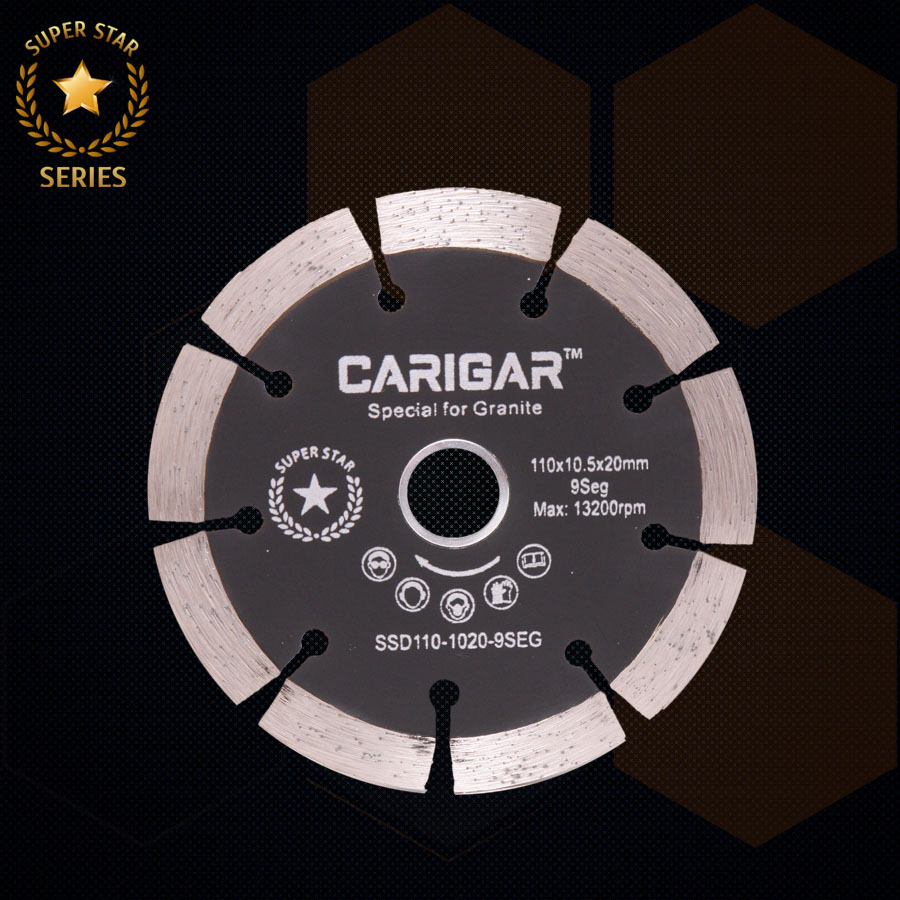 SUPER STAR
SERIES
CARIGAR™
Special for Granite
SUPER STAR
110x10.5x20mm
9Seg
Max: 13200rpm
SSD110-1020-9SEG